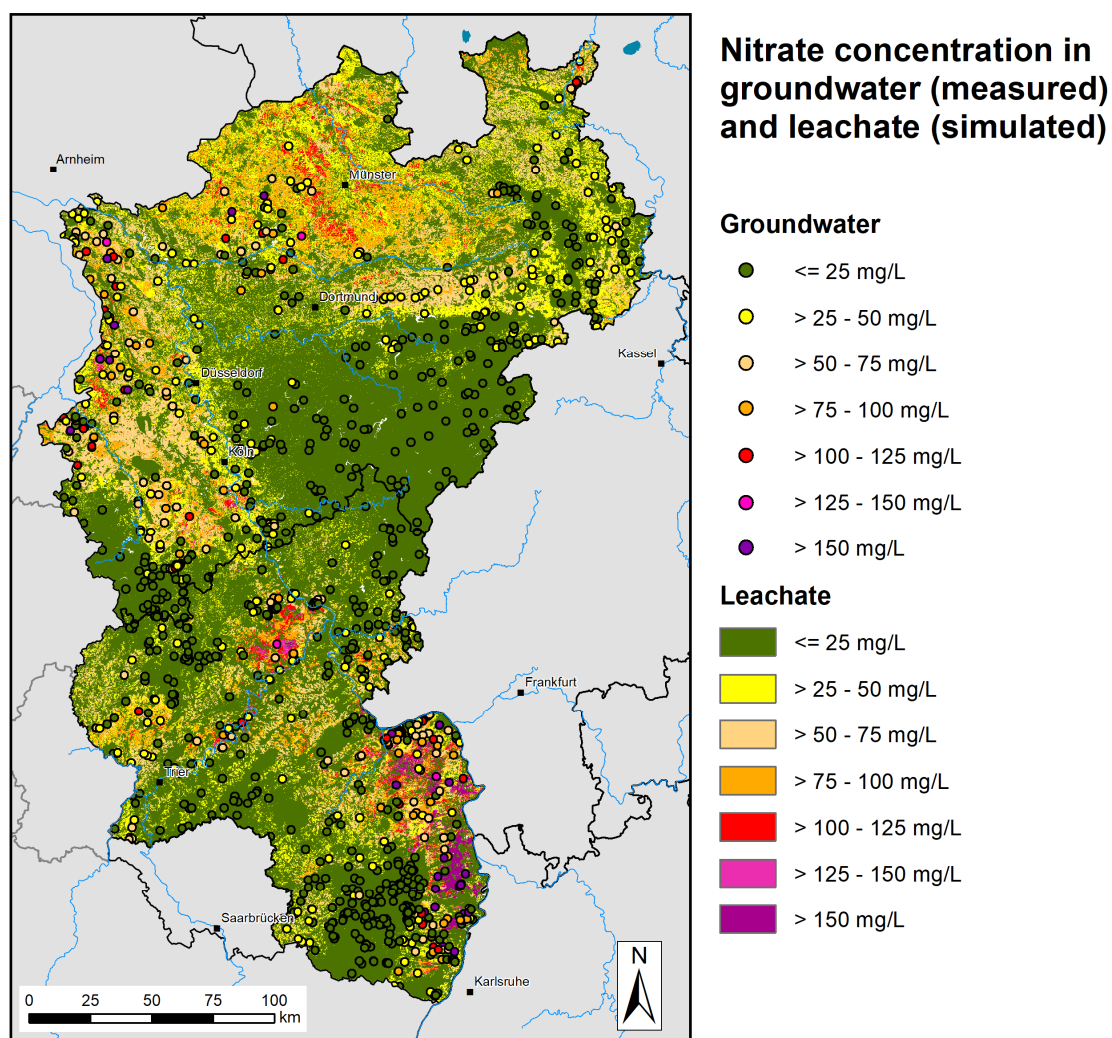 Nitrate concentration in
groundwater (measured)
and leachate (simulated)
Arnheim
Münster
Dortmund
Kassel
Düsseldorf
Köln
Frankfurt
Trier
Saarbrücken
Karlsruhe
Groundwater
<= 25 mg/L
> 25 - 50 mg/L
> 50 - 75 mg/L
> 75 - 100 mg/L
> 100 - 125 mg/L
> 125 - 150 mg/L
> 150 mg/L
Leachate
<= 25 mg/L
> 25 - 50 mg/L
> 50 - 75 mg/L
> 75 - 100 mg/L
> 100 - 125 mg/L
> 125 - 150 mg/L
> 150 mg/L
N
0 25 50 75 100
km